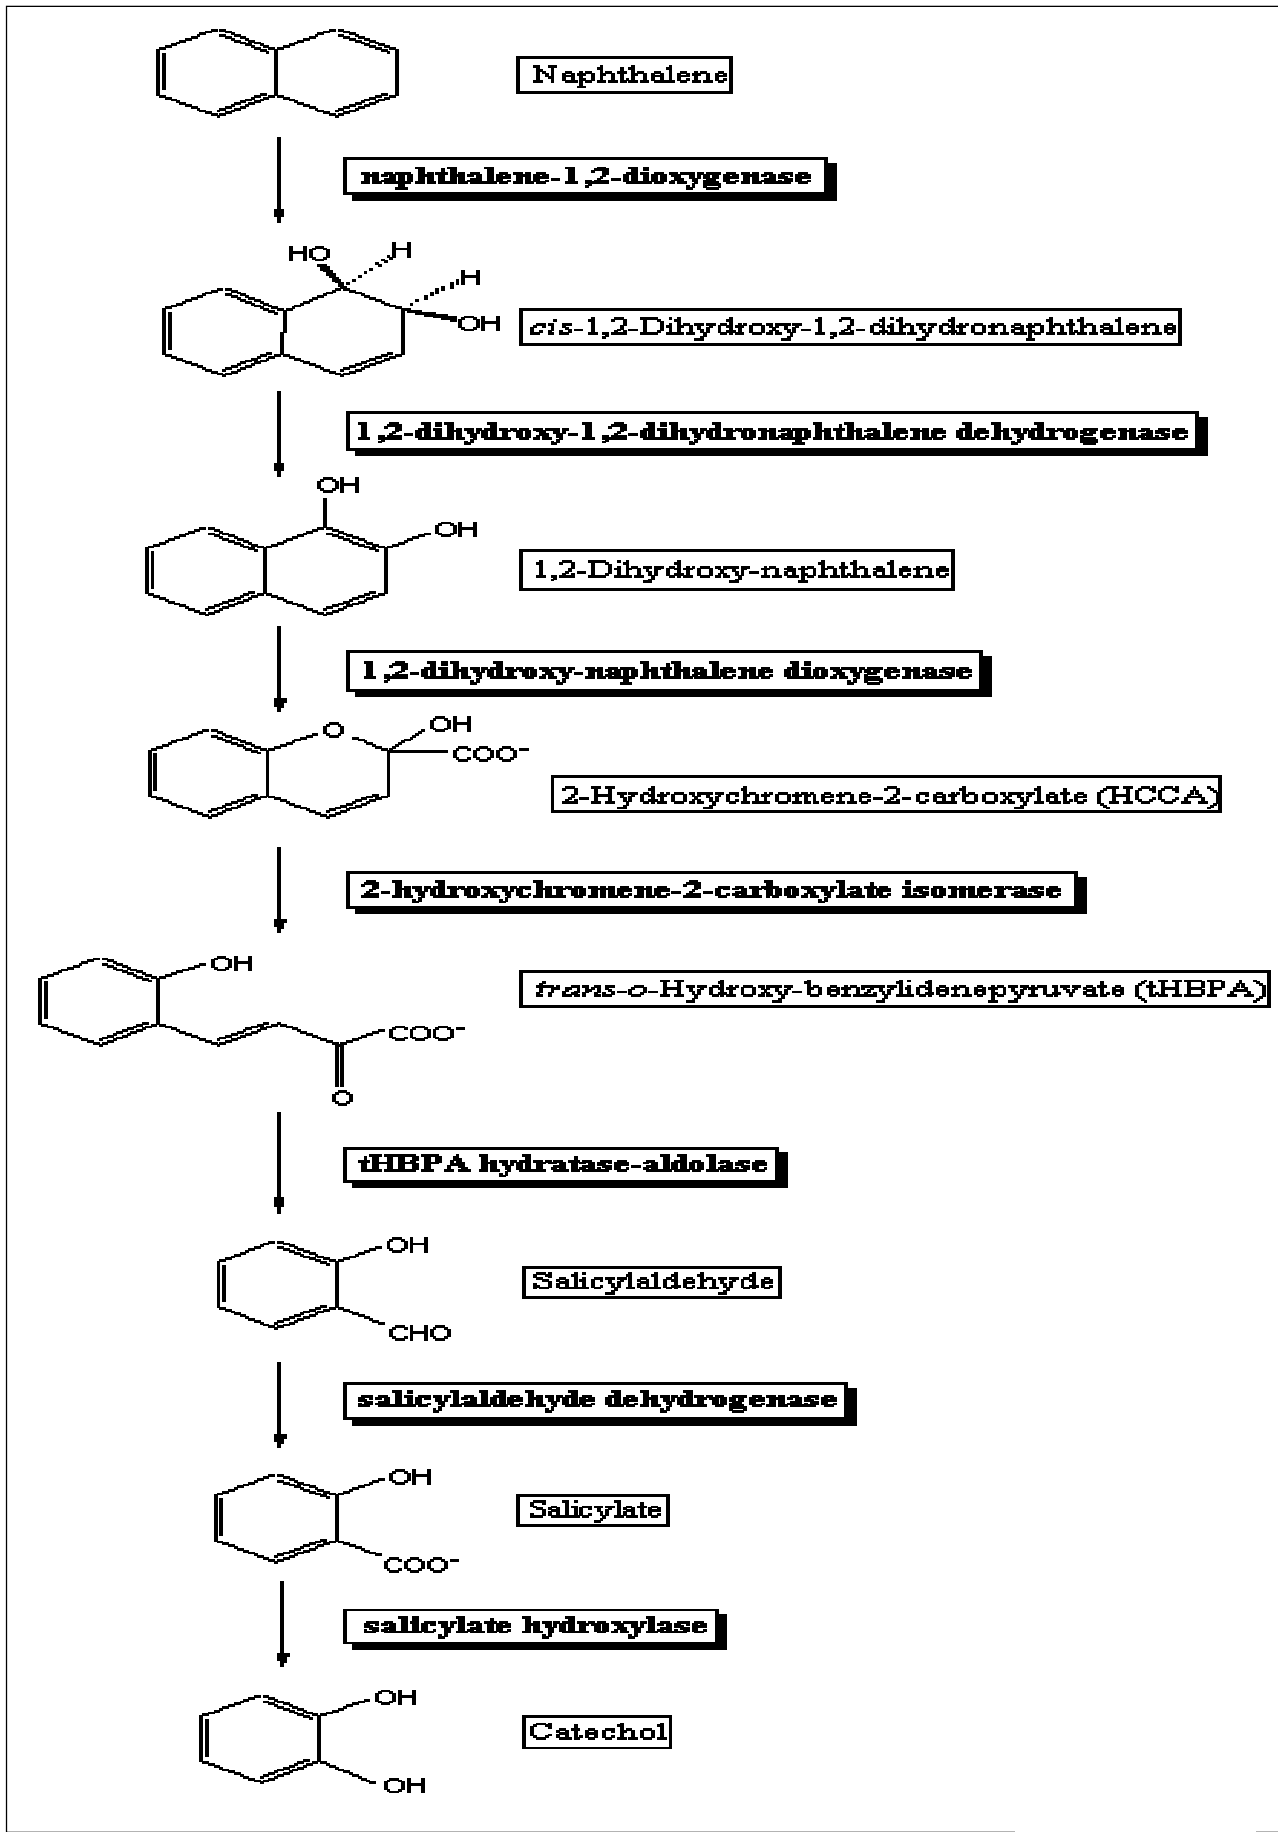 Naphthalene
naphthalene-1,2-dioxygenase
HO
H
H
OH
cis-1,2-Dihydroxy-1,2-dihydronaphthalene
1,2-dihydroxy-1,2-dihydronaphthalene dehydrogenase
OH
OH
1,2-Dihydroxy-naphthalene
1,2-dihydroxy-naphthalene dioxygenase
O
OH
COO-
2-Hydroxychromene-2-carboxylate (HCCA)
2-hydroxychromene-2-carboxylate isomerase
OH
trans-o-Hydroxy-benzylidenepyruvate (tHBPA)
COO-
O
tHBPA hydratase-aldolase
OH
Salicylaldehyde
CHO
salicylaldehyde dehydrogenase
OH
Salicylate
COO-
salicylate hydroxylase
OH
Catechol
OH